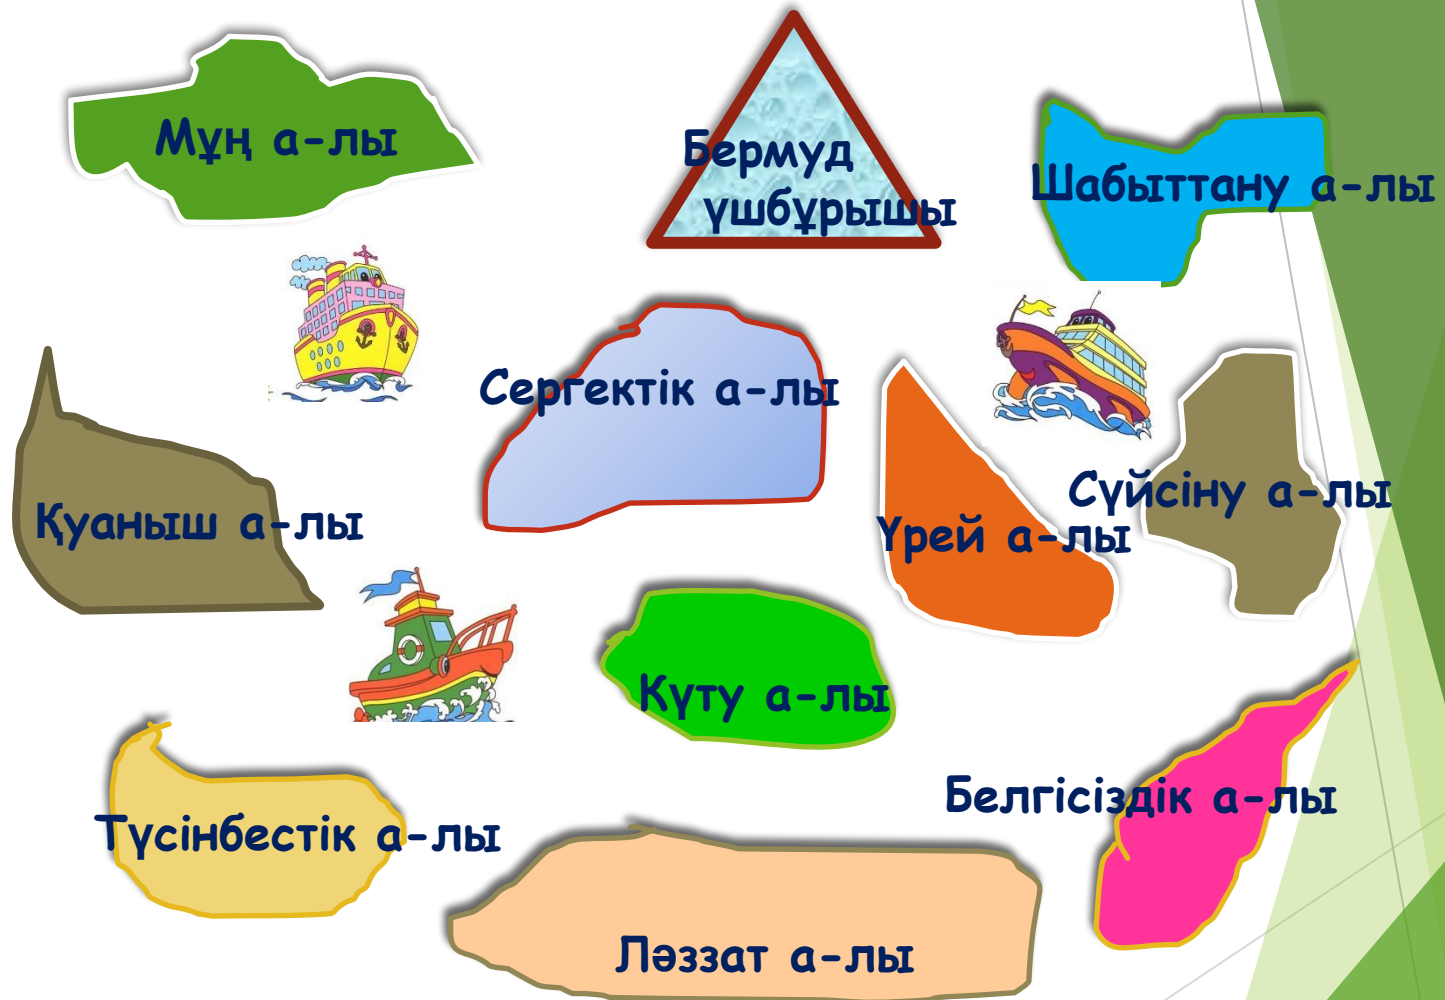 Мұң а-лы
Бермуд
үшбұрышы
Шабыттану а-лы
Сергектік а-лы
Қуаныш а-лы
Үрей а-лы
Сүйсіну а-лы
Күту а-лы
Түсінбестік а-лы
Белгісіздік а-лы
Ләззат а-лы